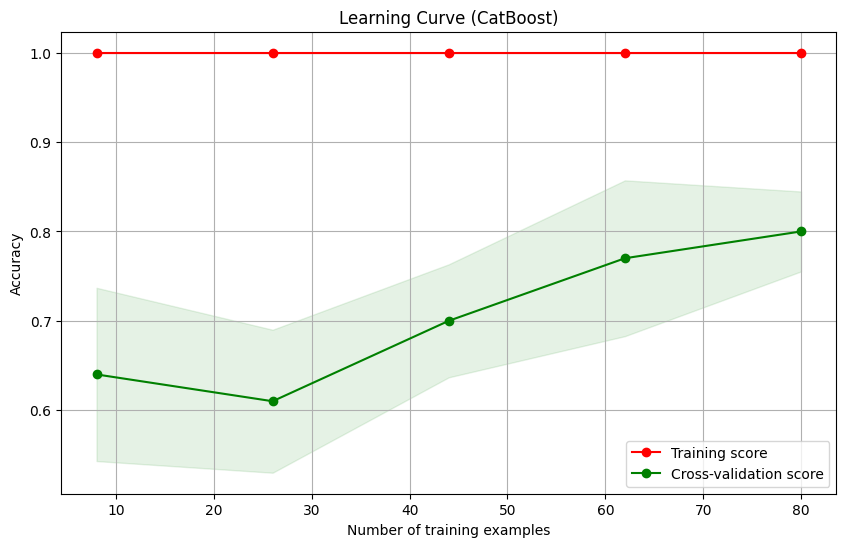 Learning Curve (CatBoost)
1.0
0.9
0.8
0.7
0.6
Accuracy
10 20 30 40 50 60 70 80
Number of training examples
Training score
Cross-validation score